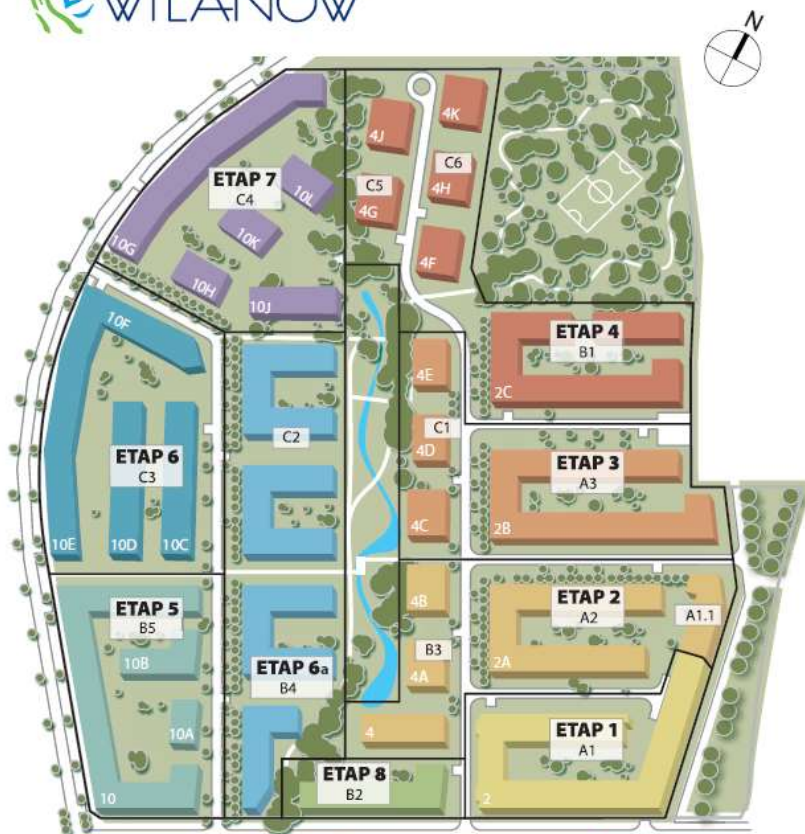 WILANÓW
N
4K
4J
C6
ETAP 7
C4
10L
C5
4H
4G
10K
10G
4F
10H
10J
10F
ETAP 4
B1
4E
2C
C2
C1
4D
ETAP 6
C3
ETAP 3
A3
4C
2B
10E
10D
10C
4B
ETAP 2
A2
A1.1
ETAP 5
B5
B3
10B
ETAP 6a
B4
4A
2A
10A
4
ETAP 1
A1
ETAP 8
B2
10
2